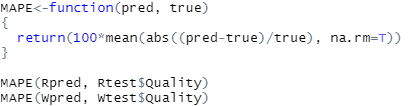 MAPE<-function(pred, true)
{
  return(100*mean(abs((pred-true)/true), na.rm=T))
}
MAPE(Rpred, Rtest$Quality)
MAPE(Wpred, Wtest$Quality)